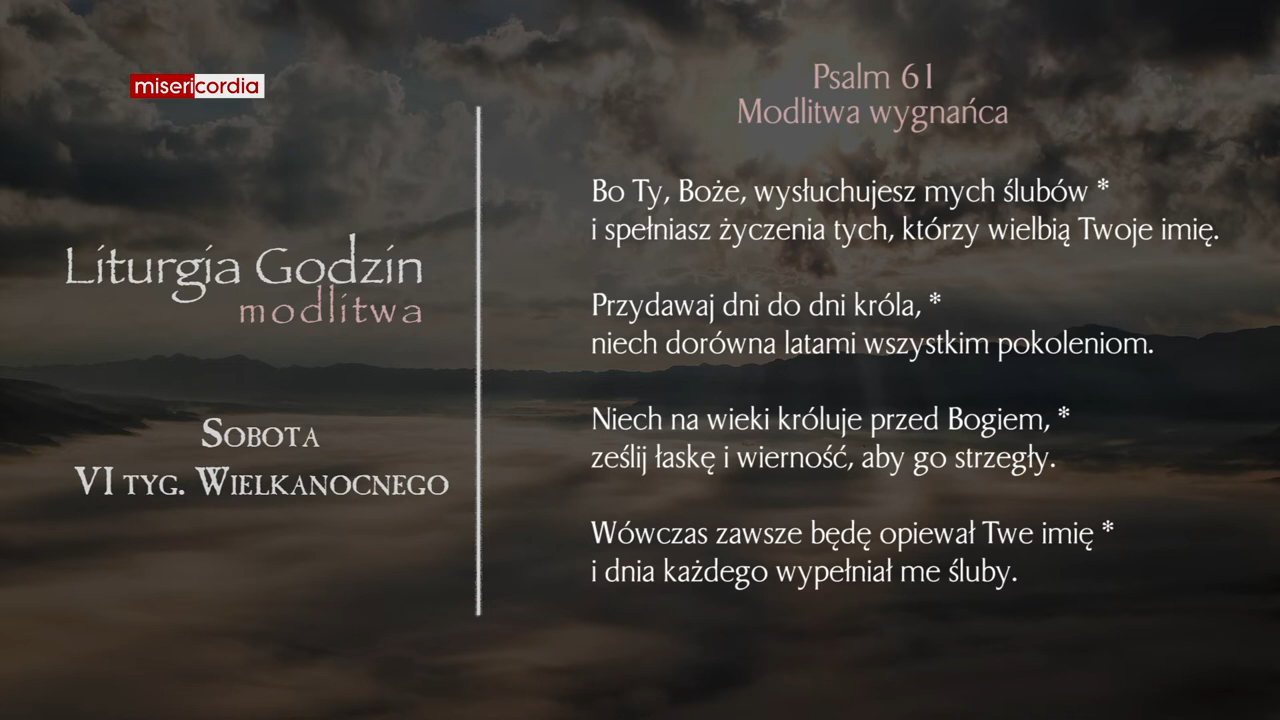 misericordia
Liturgia Godzin
modlitwa
Sobota
VI tyg. Wielkanocnego
Psalm 61
Modlitwa wygnańca
Bo Ty, Boże, wysłuchujesz mych ślubów *
i spełniasz życzenia tych, którzy wielbią Twoje imię.
Przydawaj dni do dni króla, *
niech dorówna latami wszystkim pokoleniom.
Niech na wieki króluje przed Bogiem, *
ześlij łaskę i wierność, aby go strzegły.
Wówczas zawsze będę opiewał Twe imię *
i dnia każdego wypełniał me śluby.